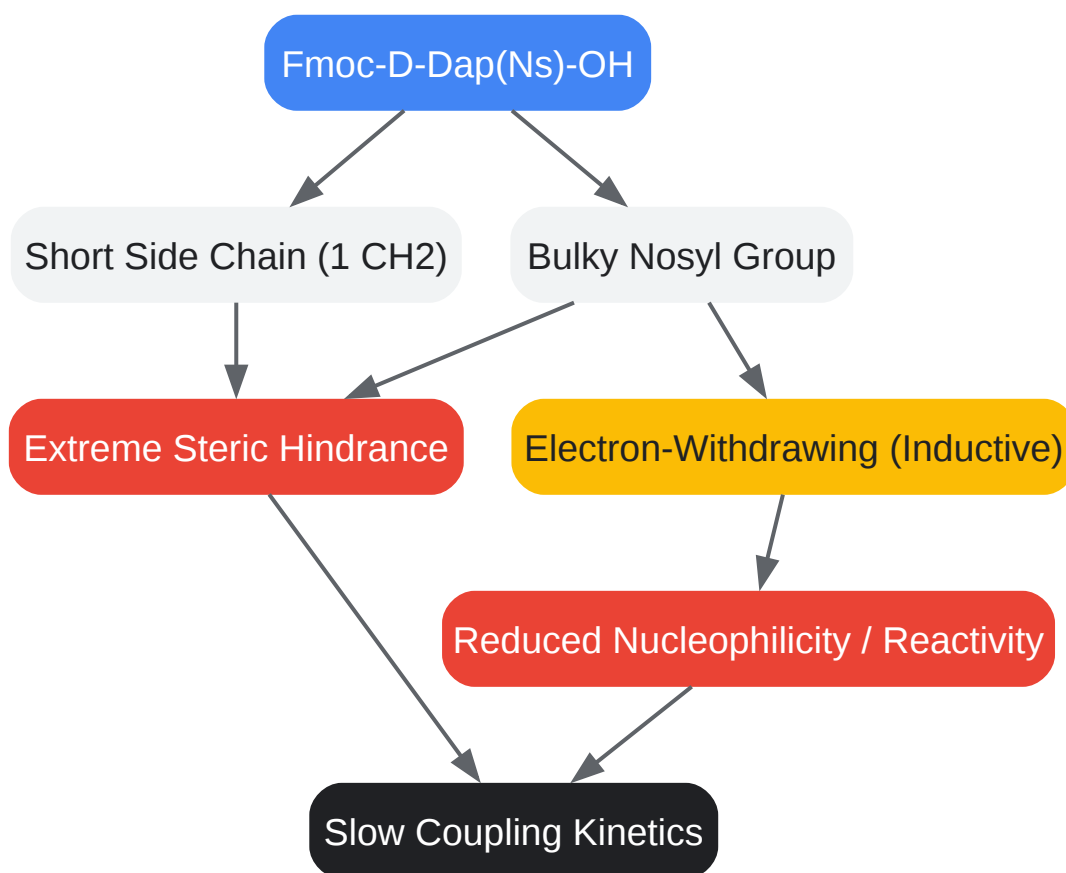 Fmoc-D-Dap(Ns)-OH
Short Side Chain (1 CH2)
Bulky Nosyl Group
Extreme Steric Hindrance
Electron-Withdrawing (Inductive)
Reduced Nucleophilicity / Reactivity
Slow Coupling Kinetics